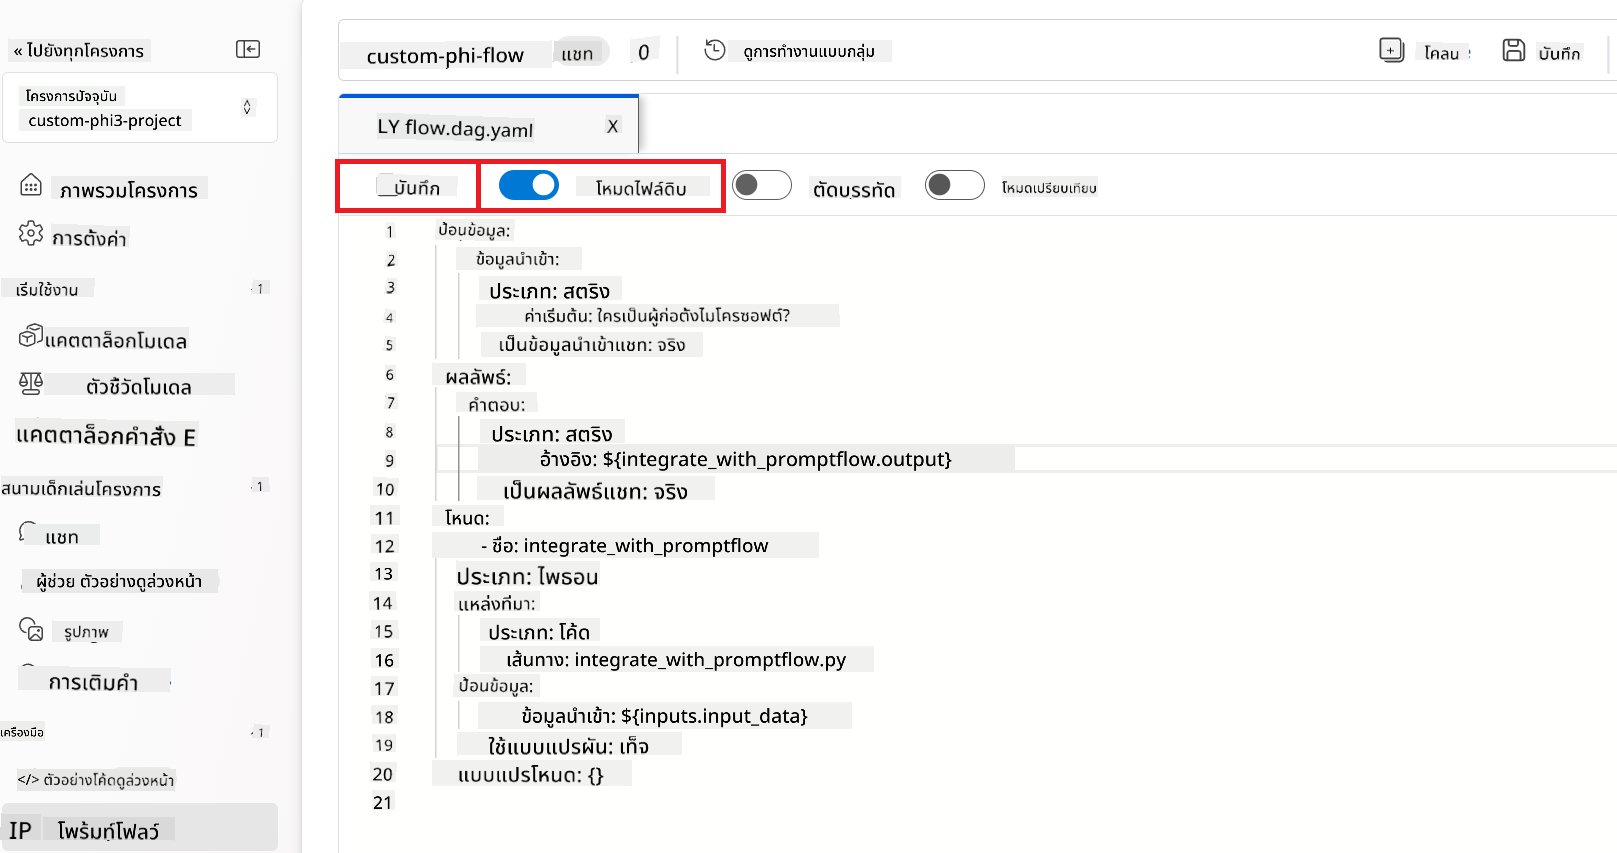 « ไปยังทุกโครงการ
โครงการปัจจุบัน
custom-phi3-project
ภาพรวมโครงการ
การตั้งค่า
เริ่มใช้งาน 1
แคตตาล็อกโมเดล
ตัวชี้วัดโมเดล
แคตตาล็อกคำสั่ง E
สนามเด็กเล่นโครงการ 1
แชท
ผู้ช่วย ตัวอย่างดูล่วงหน้า
รูปภาพ
การเติมคำ
เครื่องมือ 1
</> ตัวอย่างโค้ดดูล่วงหน้า
IP โพร้มท์โฟลว์
custom-phi-flow แชท 0 ดูการทำงานแบบกลุ่ม โคลน บันทึก
LY flow.dag.yaml X
บันทึก โหมดไฟล์ดิบ ตัดบรรทัด โหมดเปรียบเทียบ
1 ป้อนข้อมูล:
2 ข้อมูลนำเข้า:
3 ประเภท: สตริง
4 ค่าเริ่มต้น: ใครเป็นผู้ก่อตั้งไมโครซอฟต์?
5 เป็นข้อมูลนำเข้าแชท: จริง
6 ผลลัพธ์:
7 คำตอบ:
8 ประเภท: สตริง
9 อ้างอิง: ${integrate_with_promptflow.output}
10 เป็นผลลัพธ์แชท: จริง
11 โหนด:
12 - ชื่อ: integrate_with_promptflow
13 ประเภท: ไพธอน
14 แหล่งที่มา:
15 ประเภท: โค้ด
16 เส้นทาง: integrate_with_promptflow.py
17 ป้อนข้อมูล:
18 ข้อมูลนำเข้า: ${inputs.input_data}
19 ใช้แบบแปรผัน: เท็จ
20 แบบแปรโหนด: {}
21